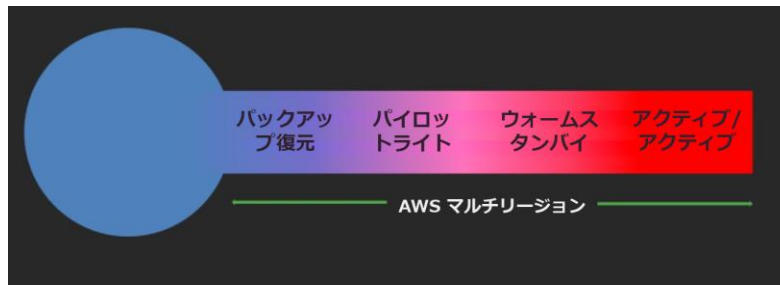 バックアッ
プ復元
パイロッ
トライト
ウォームス
タンバイ
アクティブ/
アクティブ
AWS マルチリージョン